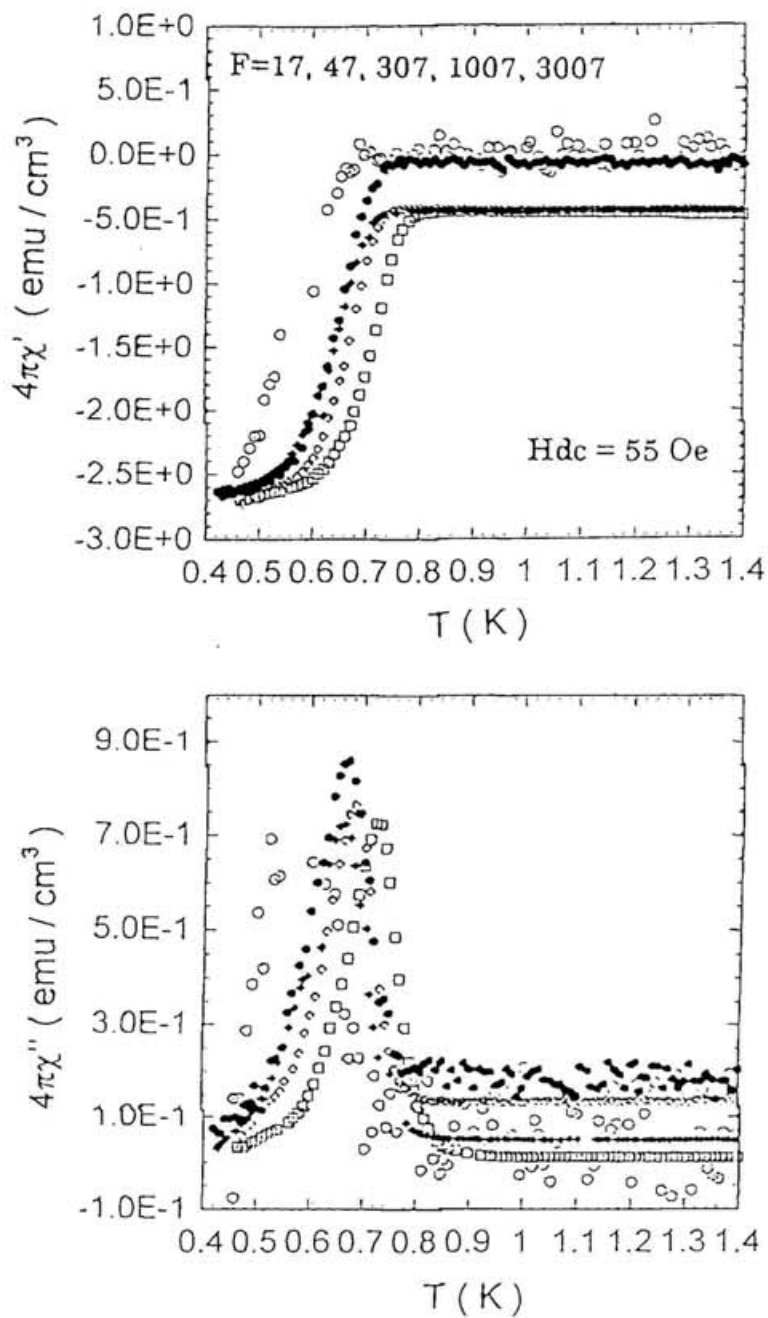 1.0E+0
F=17, 47, 307, 1007, 3007
5.0E-1
0.0E+0
-5.0E-1
-1.0E+0
-1.5E+0
-2.0E+0
-2.5E+0
-3.0E+0
4πχ' ( emu / cm³ )
Hdc = 55 Oe
0.4 0.5 0.6 0.7 0.8 0.9 1 1.1 1.2 1.3 1.4
T ( K )
9.0E-1
7.0E-1
5.0E-1
3.0E-1
1.0E-1
-1.0E-1
4πχ'' ( emu / cm³ )
0.4 0.5 0.6 0.7 0.8 0.9 1 1.1 1.2 1.3 1.4
T ( K )